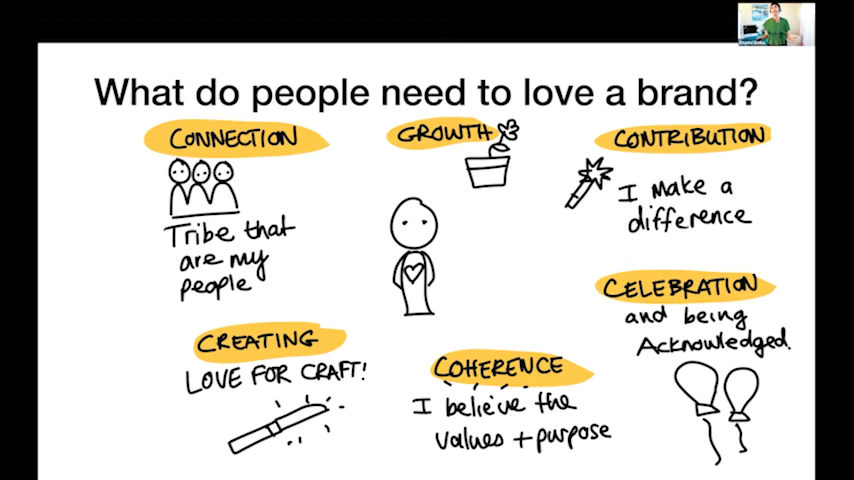 What do people need to love a brand?
CONNECTION
Tribe that
are my
people
GROWTH
CONTRIBUTION
I make a
difference
CREATING
LOVE FOR CRAFT!
COHERENCE
I believe the
values + purpose
CELEBRATION
and being
Acknowledged.